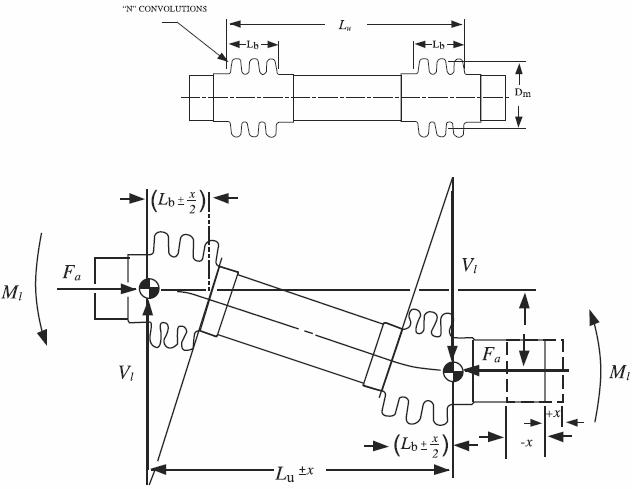 "N" CONVOLUTIONS
Lu
Lb
Lb
Dm
(Lb ± x/2)
Fa
Ml
Vl
Vl
Fa
Ml
+x
-x
(Lb ± x/2)
Lu ±x